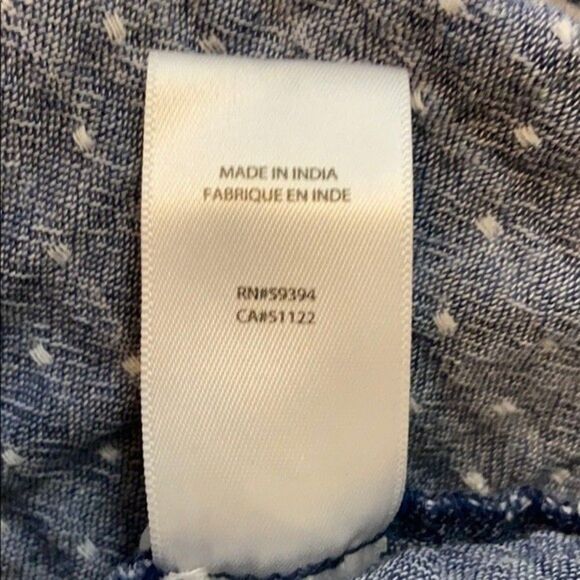 MADE IN INDIA
FABRIQUE EN INDE
RN#59394
CA#51122